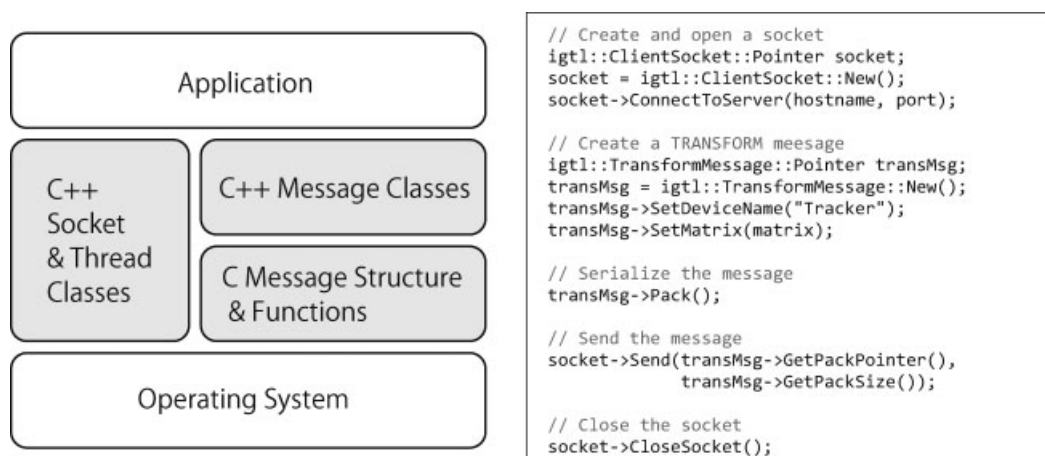 Application
C++
Socket
& Thread
Classes
C++ Message Classes
C Message Structure
& Functions
Operating System
// Create and open a socket
igtl::ClientSocket::Pointer socket;
socket = igtl::ClientSocket::New();
socket->ConnectToServer(hostname, port);
// Create a TRANSFORM meesage
igtl::TransformMessage::Pointer transMsg;
transMsg = igtl::TransformMessage::New();
transMsg->SetDeviceName("Tracker");
transMsg->SetMatrix(matrix);
// Serialize the message
transMsg->Pack();
// Send the message
socket->Send(transMsg->GetPackPointer(),
transMsg->GetPackSize());
// Close the socket
socket->CloseSocket();